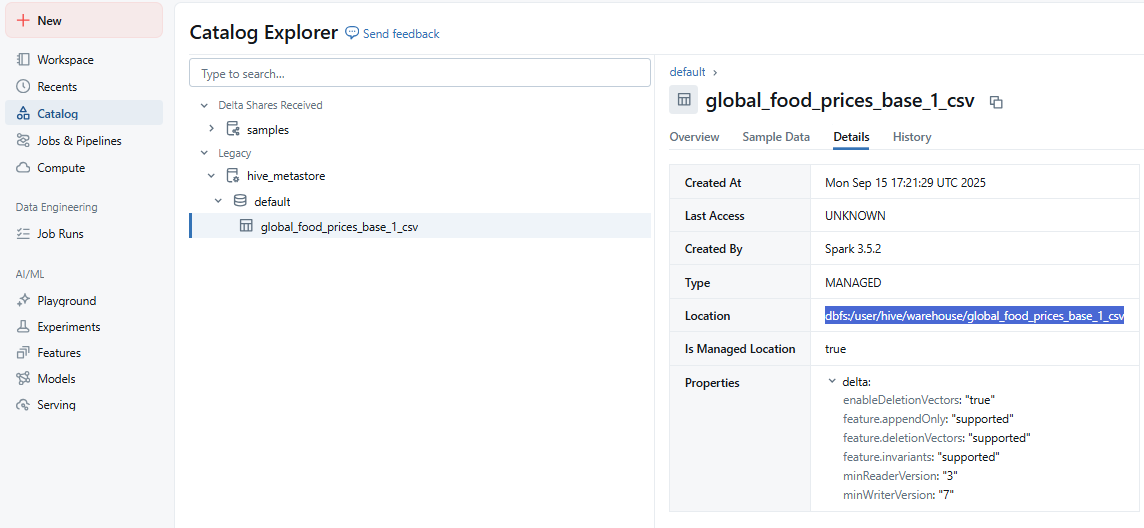 New
Workspace
Recents
Catalog
Jobs & Pipelines
Compute
Data Engineering
Job Runs
AI/ML
Playground
Experiments
Features
Models
Serving
Catalog Explorer Send feedback
Type to search...
Delta Shares Received
samples
Legacy
hive_metastore
default
global_food_prices_base_1_csv
default ›
global_food_prices_base_1_csv
Overview Sample Data Details History
Created At Mon Sep 15 17:21:29 UTC 2025
Last Access UNKNOWN
Created By Spark 3.5.2
Type MANAGED
Location dbfs/user/hive/warehouse/global_food_prices_base_1_csv
Is Managed Location true
Properties delta:
enableDeletionVectors: "true"
feature.appendOnly: "supported"
feature.deletionVectors: "supported"
feature.invariants: "supported"
minReaderVersion: "3"
minWriterVersion: "7"